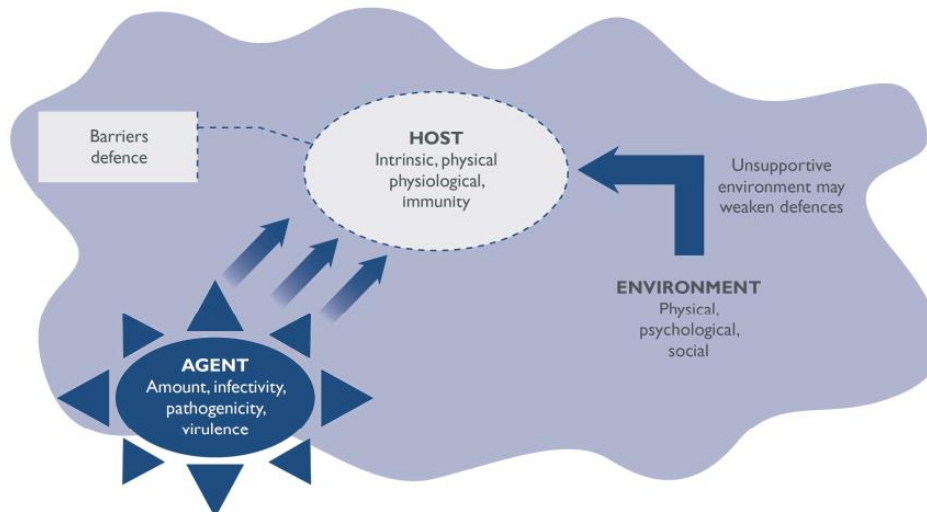 Barriers
defence
HOST
Intrinsic, physical
physiological,
immunity
Unsupportive
environment may
weaken defences
ENVIRONMENT
Physical,
psychological,
social
AGENT
Amount, infectivity,
pathogenicity,
virulence